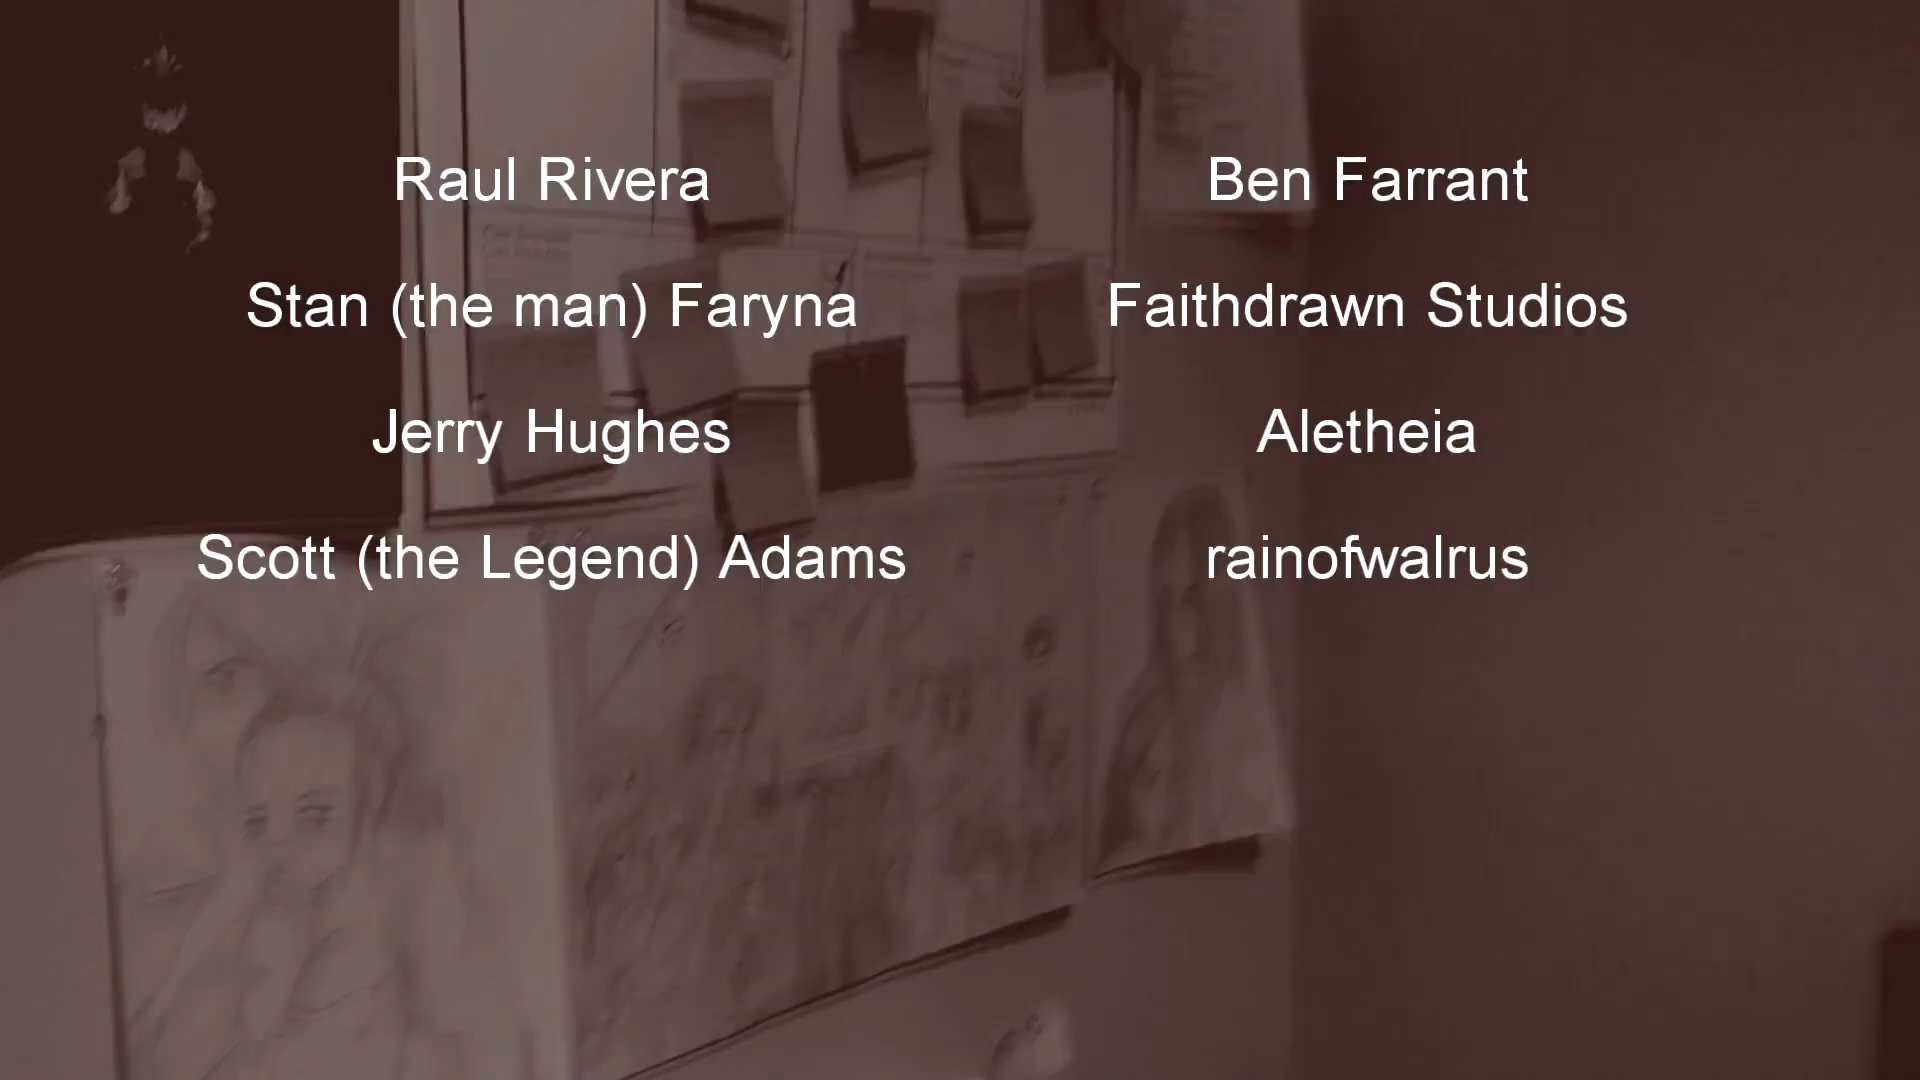 Raul Rivera
Ben Farrant
Stan (the man) Faryna
Faithdrawn Studios
Jerry Hughes
Aletheia
Scott (the Legend) Adams
rainofwalrus